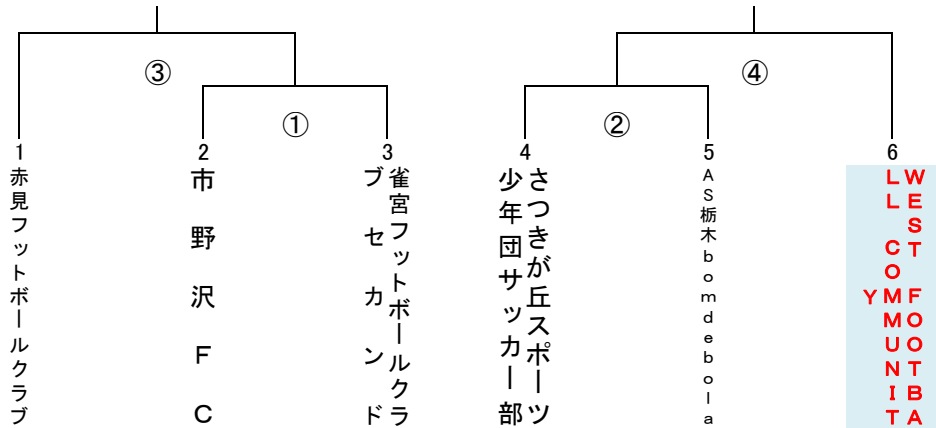 ③
④
①
②
1
2
3
4
5
6
赤見フットボールクラブ
市野沢FC
雀宮フットボールクラ
ブセカンド
さつきが丘スポーツ
少年団サッカー部
AS栃木bomdebola
WEST FOOTBA
LL COMMUNIT
Y